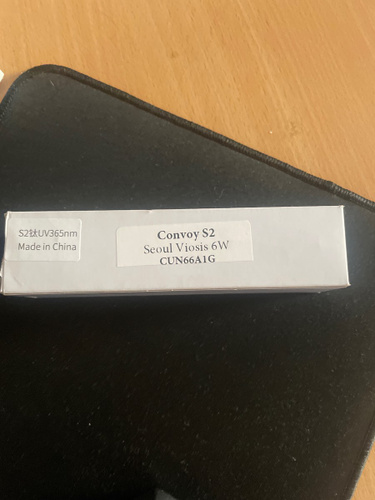 S2钛UV365nm
Made in China
Convoy S2
Seoul Viosis 6W
CUN66A1G